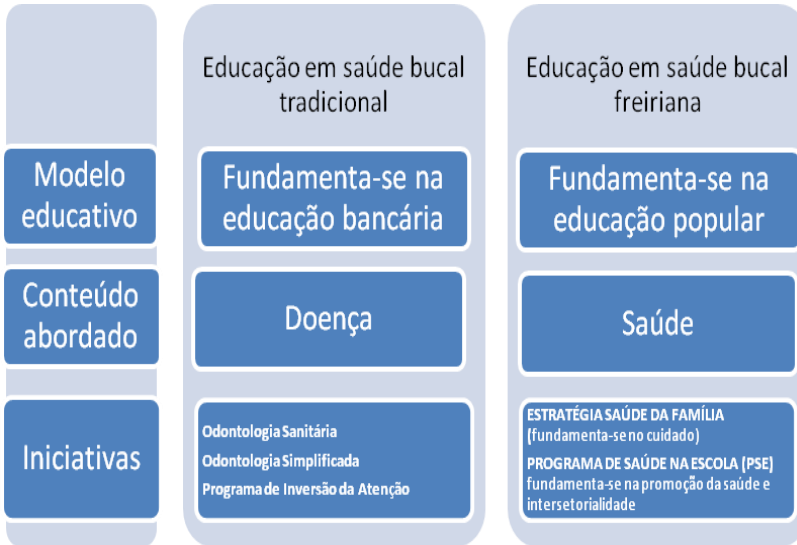 Educação em saúde bucal
tradicional
Educação em saúde bucal
freiriana
Modelo
educativo
Fundamenta-se na
educação bancária
Fundamenta-se na
educação popular
Conteúdo
abordado
Doença
Saúde
Iniciativas
Odontologia Sanitária
Odontologia Simplificada
Programa de Inversão da Atenção
ESTRATÉGIA SAÚDE DA FAMÍLIA
(fundamenta-se no cuidado)
PROGRAMA DE SAÚDE NA ESCOLA (PSE)
fundamenta-se na promoção da saúde e
intersetorialidade